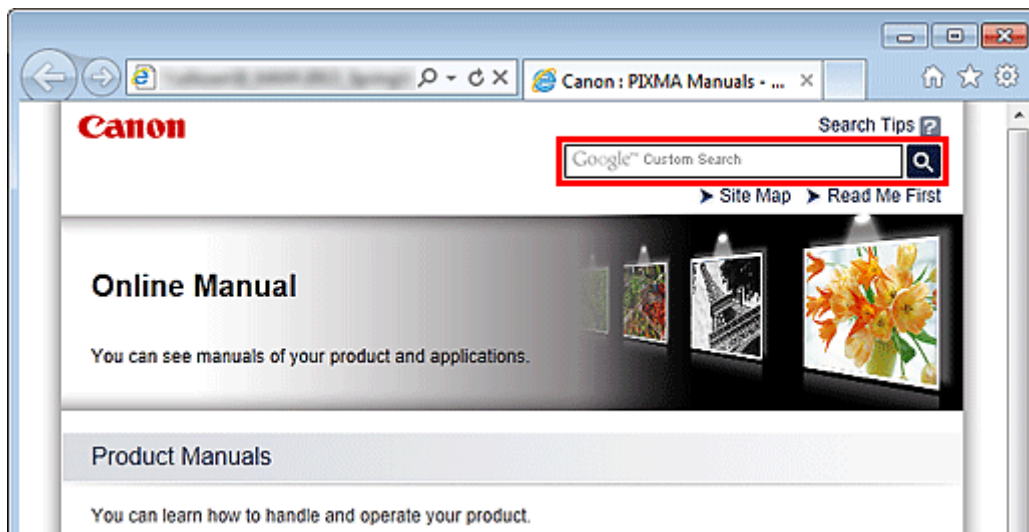 Canon : PIXMA Manuals - ...
Canon
Search Tips ?
Google™ Custom Search
Site Map
Read Me First
Online Manual
You can see manuals of your product and applications.
Product Manuals
You can learn how to handle and operate your product.